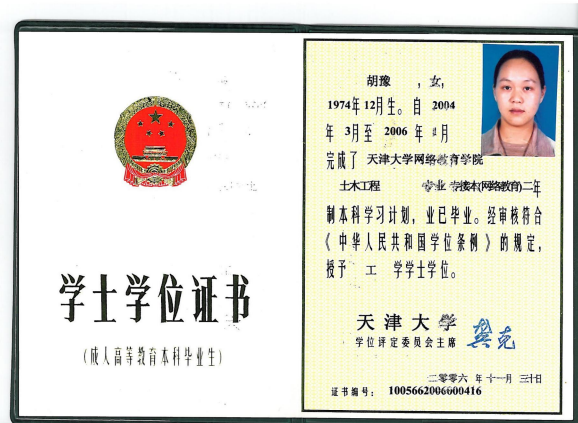 学士学位证书
(成人高等教育本科毕业生)
胡豫 , 女,
1974年12月生。自 2004
年 3月至 2006 年 月
完成了 天津大学网络教育学院
土木工程 专业 专接本(网络教育)二年
制本科学习计划, 业已毕业。经审核符合
《中华人民共和国学位条例》的规定,
授予 工 学学士学位。
天津大学
学位评定委员会主席 龚克
二零零六 年 十一月 三十日
证书编号: 1005662006600416